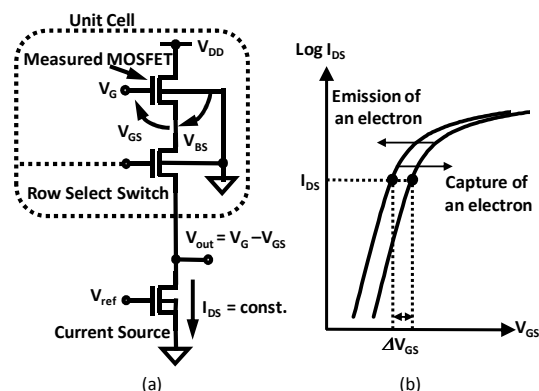 Unit Cell
Measured MOSFET
V_DD
V_G
V_GS
V_BS
Row Select Switch
V_out = V_G – V_GS
V_ref
I_DS = const.
Current Source
(a)
Log I_DS
Emission of
an electron
I_DS
Capture of
an electron
V_GS
ΔV_GS
(b)